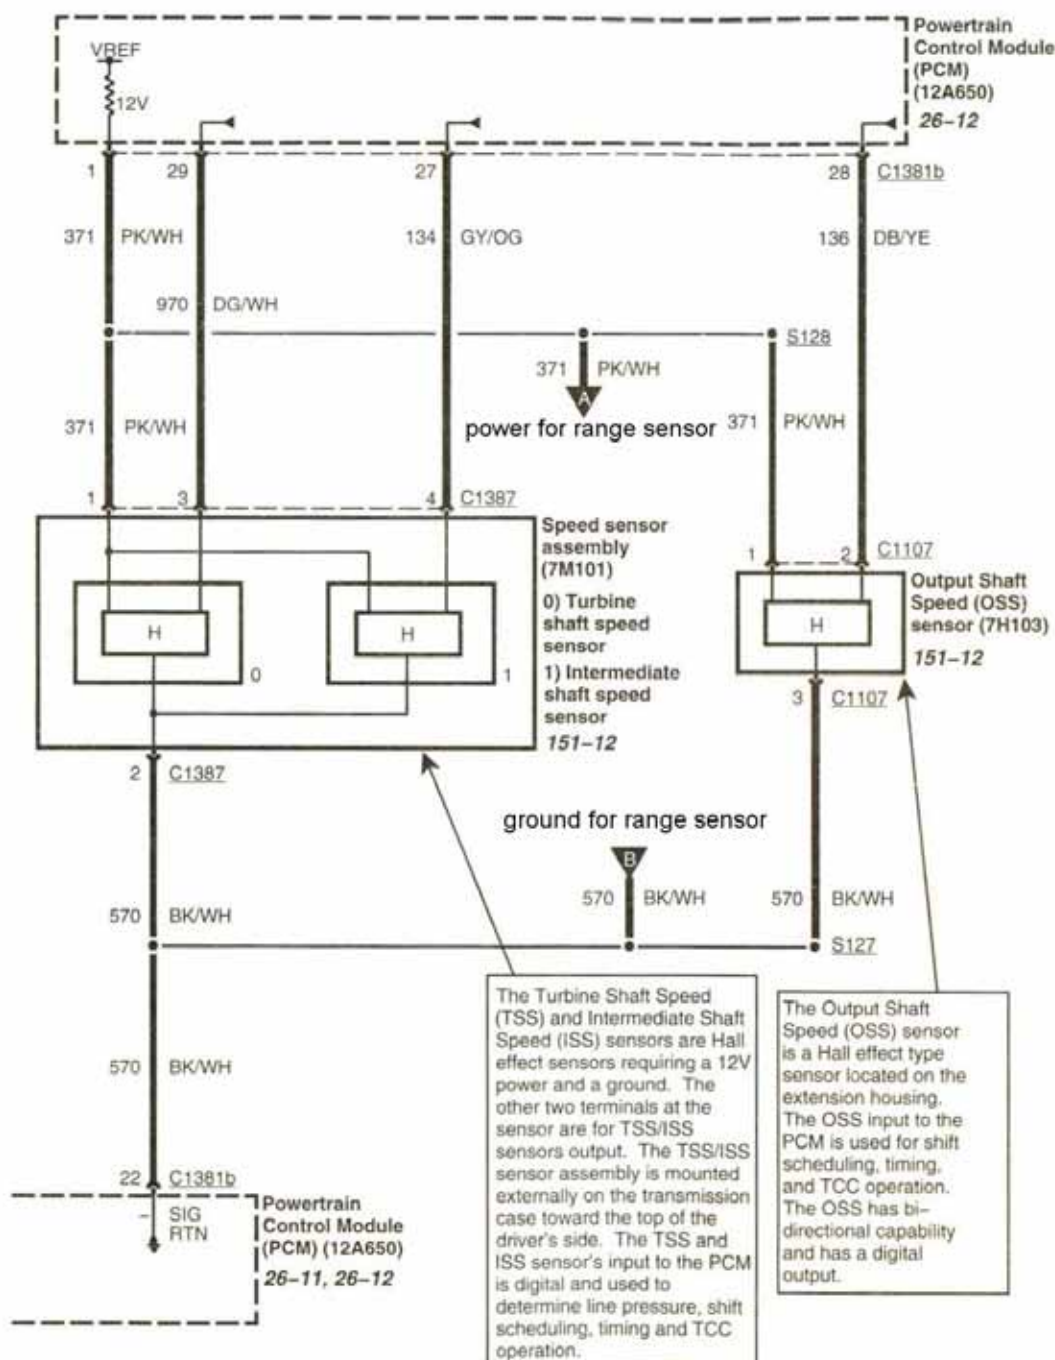 VREF
12V
Powertrain
Control Module
(PCM)
(12A650)
26–12
1
29
27
28
C1381b
371
PK/WH
134
GY/OG
136
DB/YE
970
DG/WH
S128
371
PK/WH
A
power for range sensor
371
PK/WH
371
PK/WH
1
3
4
C1387
Speed sensor
assembly
(7M101)
0) Turbine
shaft speed
sensor
1) Intermediate
shaft speed
sensor
151–12
H
0
H
1
1
2
C1107
Output Shaft
Speed (OSS)
sensor (7H103)
151–12
H
3
C1107
2
C1387
ground for range sensor
B
570
BK/WH
570
BK/WH
570
BK/WH
S127
570
BK/WH
22
C1381b
–
SIG
RTN
Powertrain
Control Module
(PCM) (12A650)
26–11, 26–12
The Turbine Shaft Speed
(TSS) and Intermediate Shaft
Speed (ISS) sensors are Hall
effect sensors requiring a 12V
power and a ground. The
other two terminals at the
sensor are for TSS/ISS
sensors output. The TSS/ISS
sensor assembly is mounted
externally on the transmission
case toward the top of the
driver's side. The TSS and
ISS sensor's input to the PCM
is digital and used to
determine line pressure, shift
scheduling, timing and TCC
operation.
The Output Shaft
Speed (OSS) sensor
is a Hall effect type
sensor located on the
extension housing.
The OSS input to the
PCM is used for shift
scheduling, timing,
and TCC operation.
The OSS has bi–
directional capability
and has a digital
output.